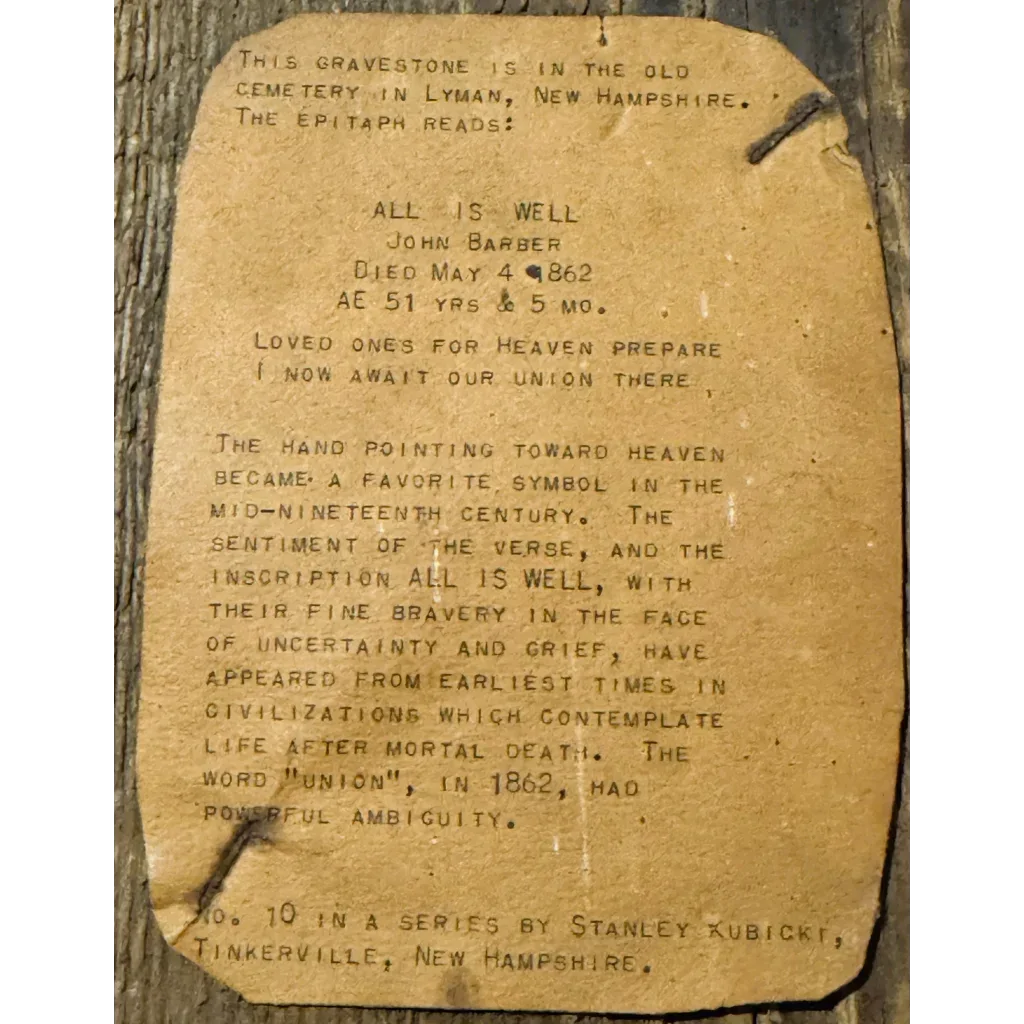 THIS GRAVESTONE IS IN THE OLD
CEMETERY IN LYMAN, NEW HAMPSHIRE.
THE EPITAPH READS:
ALL IS WELL
JOHN BARBER
DIED MAY 4 1862
AE 51 YRS & 5 MO.
LOVED ONES FOR HEAVEN PREPARE
I NOW AWAIT OUR UNION THERE
THE HAND POINTING TOWARD HEAVEN
BECAME A FAVORITE SYMBOL IN THE
MID-NINETEENTH CENTURY. THE
SENTIMENT OF THE VERSE, AND THE
INSCRIPTION ALL IS WELL, WITH
THEIR FINE BRAVERY IN THE FACE
OF UNCERTAINTY AND GRIEF, HAVE
APPEARED FROM EARLIEST TIMES IN
CIVILIZATIONS WHICH CONTEMPLATE
LIFE AFTER MORTAL DEATH. THE
WORD "UNION", IN 1862, HAD
POWERFUL AMBIGUITY.
NO. 10 IN A SERIES BY STANLEY KUBICKI,
TINKERVILLE, NEW HAMPSHIRE.